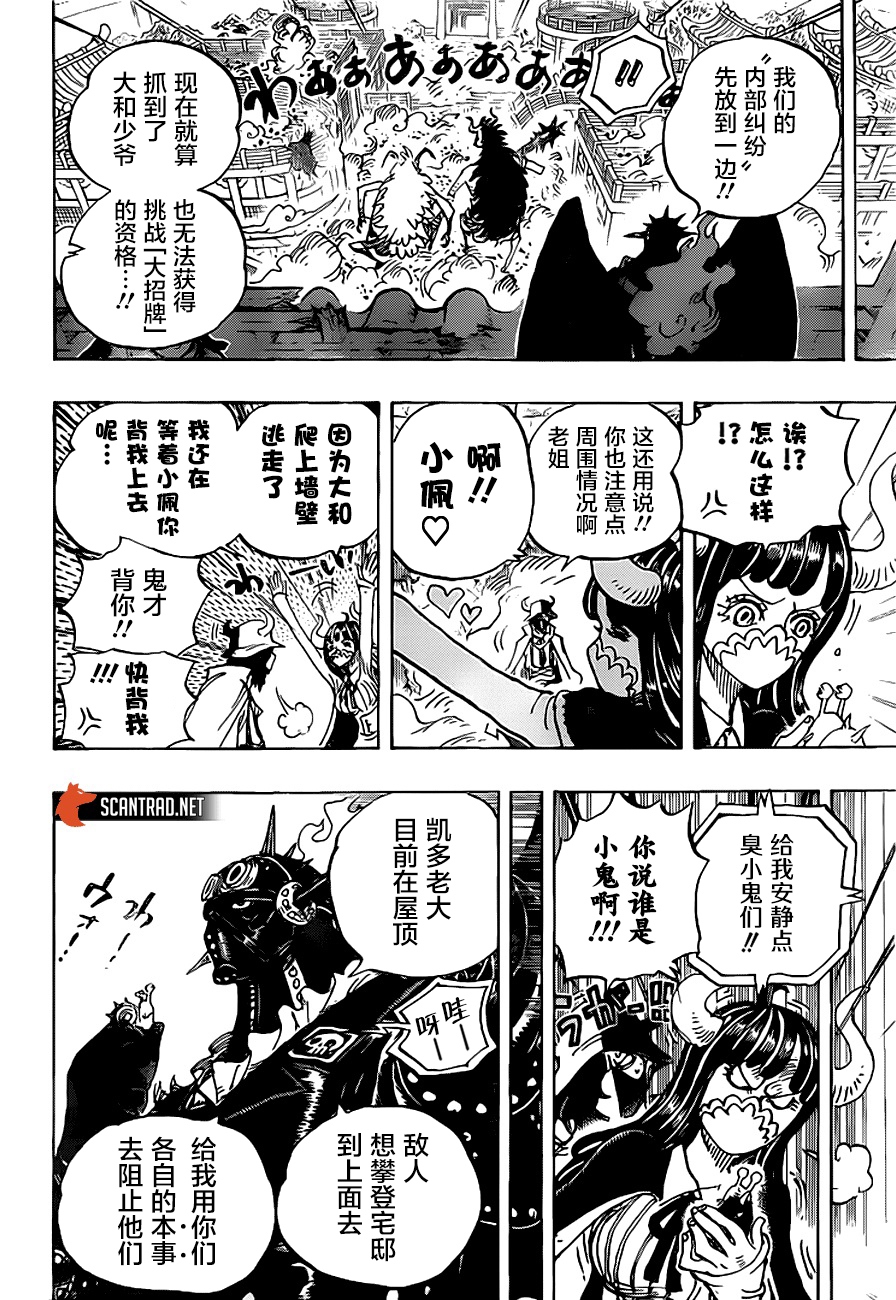 我们的
“内部纠纷”
先放到一边!!
!!
わあああああああ
现在就算
抓到了
大和少爷
也无法获得
挑战「大招牌」
的资格…!!
诶!?
怎么这样
!?
这还用说!!
你也注意点
周围情况啊
老姐
啊!!
小佩♡
因为大和
爬上墙壁
逃走了
我还在
等着小佩你
背我上去
呢…
鬼才
背你!!
快背我
!!!
给我安静点
臭小鬼们!!
你说谁是
小鬼啊!!!
凯多老大
目前在屋顶
哇——
呀——
敌人
想攀登宅邸
到上面去
给我用你们
各自的本事
去阻止他们
SCANTRAD.NET